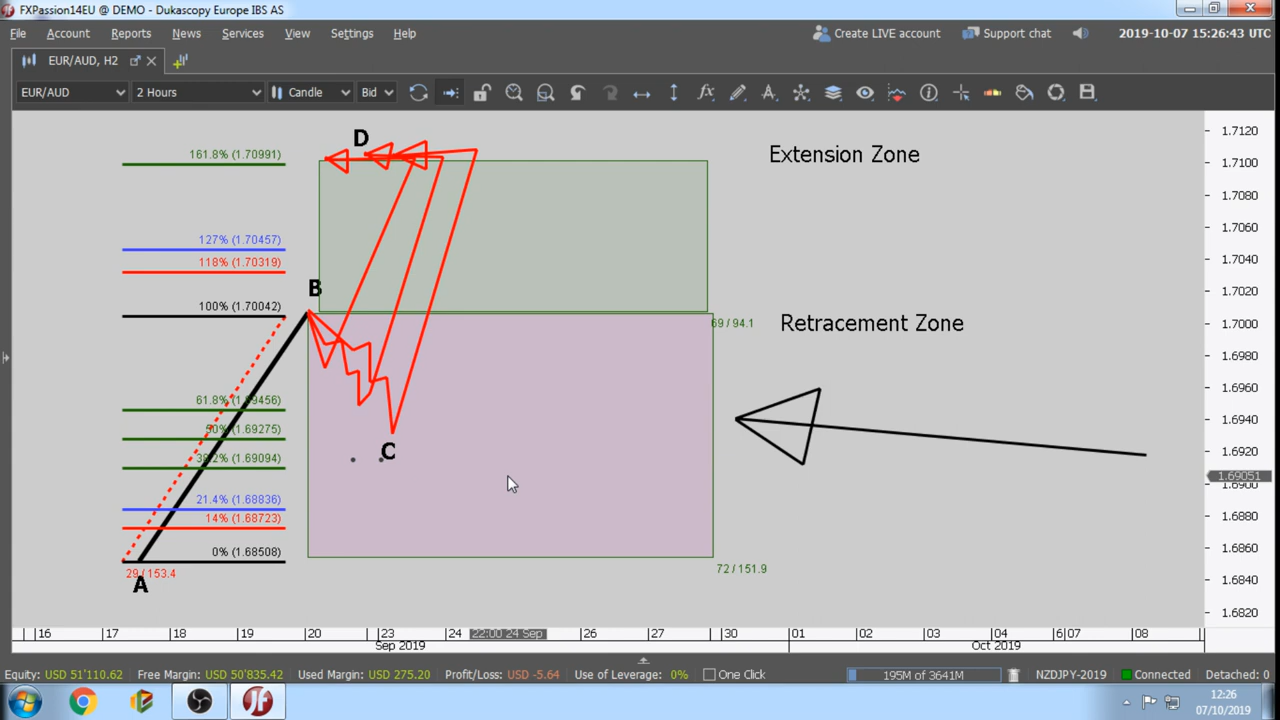 FXPassion14EU @ DEMO - Dukascopy Europe IBS AS
File Account Reports News Services View Settings Help
Create LIVE account Support chat 2019-10-07 15:26:43 UTC
EUR/AUD, H2
EUR/AUD 2 Hours Candle Bid
D
Extension Zone
161.8% (1.70991)
127% (1.70457)
118% (1.70319)
B
100% (1.70042)
69 / 94.1
Retracement Zone
61.8% (1.69456)
50% (1.69275)
38.2% (1.69094)
C
21.4% (1.68836)
14% (1.68723)
0% (1.68508)
29 / 153.4
A
72 / 151.9
1.7120
1.7100
1.7080
1.7060
1.7040
1.7020
1.7000
1.6980
1.6960
1.6940
1.6920
1.69051
1.6900
1.6880
1.6860
1.6840
1.6820
16 17 18 19 20 23 24 22:00 24 Sep 26 27 30 01 02 03 04 6 07 08
Sep 2019 Oct 2019
Equity: USD 51'110.62 Free Margin: USD 50'835.42 Used Margin: USD 275.20 Profit/Loss: USD -5.64 Use of Leverage: 0% One Click 195M of 3641M NZDJPY-2019 Connected Detached: 0
12:26
07/10/2019